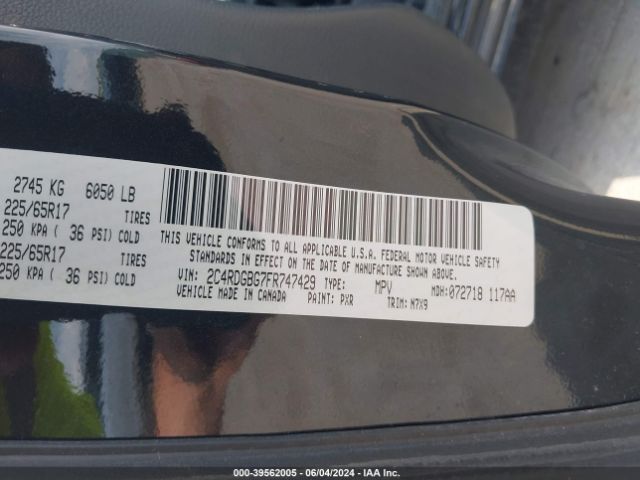 2745 KG 6050 LB
225/65R17 TIRES
250 KPA ( 36 PSI) COLD
225/65R17 TIRES
250 KPA ( 36 PSI) COLD
THIS VEHICLE CONFORMS TO ALL APPLICABLE U.S.A. FEDERAL MOTOR VEHICLE SAFETY
STANDARDS IN EFFECT ON THE DATE OF MANUFACTURE SHOWN ABOVE.
VIN: 2C4RDGBG7FR747429 TYPE: MPV MDH: 072718 117AA
VEHICLE MADE IN CANADA PAINT: PXR TRIM: N7X9
000-39562005 - 06/04/2024 - IAA Inc.